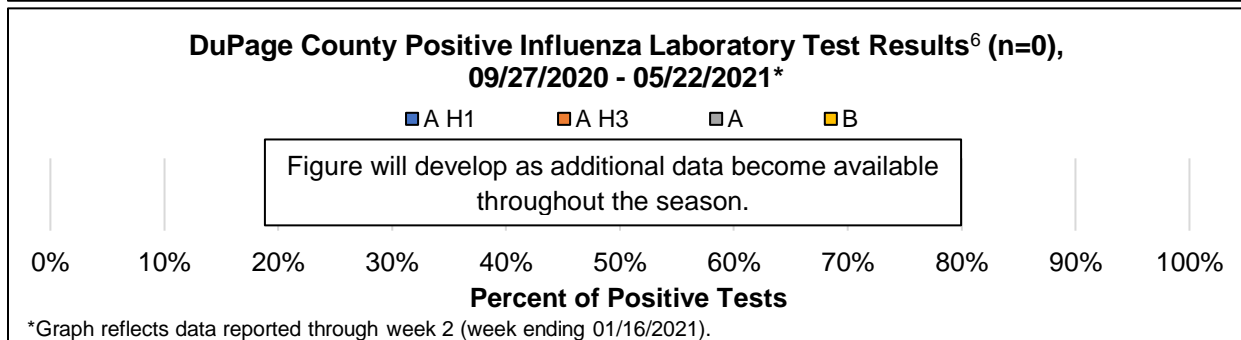 DuPage County Positive Influenza Laboratory Test Results⁶ (n=0),
09/27/2020 - 05/22/2021*
A H1 A H3 A B
Figure will develop as additional data become available
throughout the season.
0% 10% 20% 30% 40% 50% 60% 70% 80% 90% 100%
Percent of Positive Tests
*Graph reflects data reported through week 2 (week ending 01/16/2021).